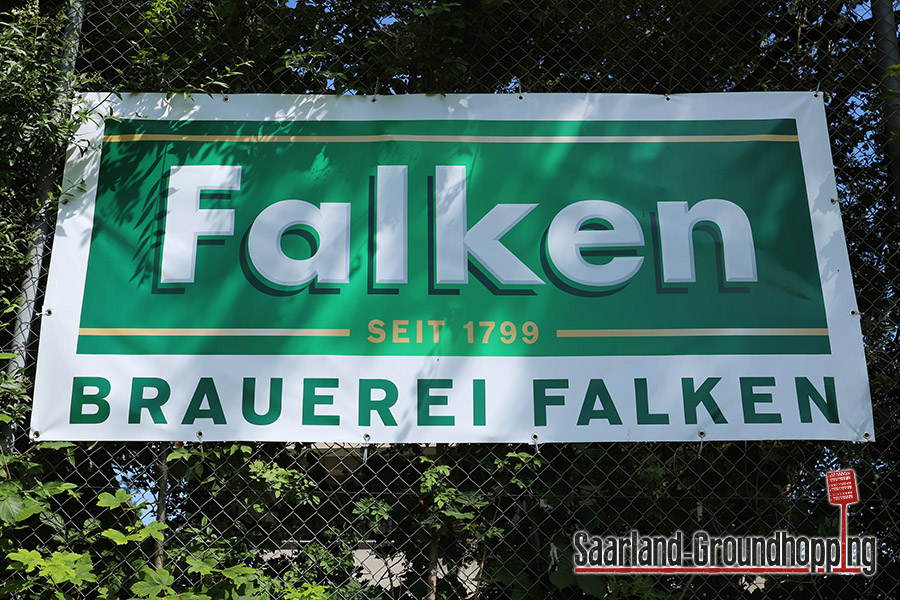 Falken
SEIT 1799
BRAUEREI FALKEN
Saarland-Groundhopping